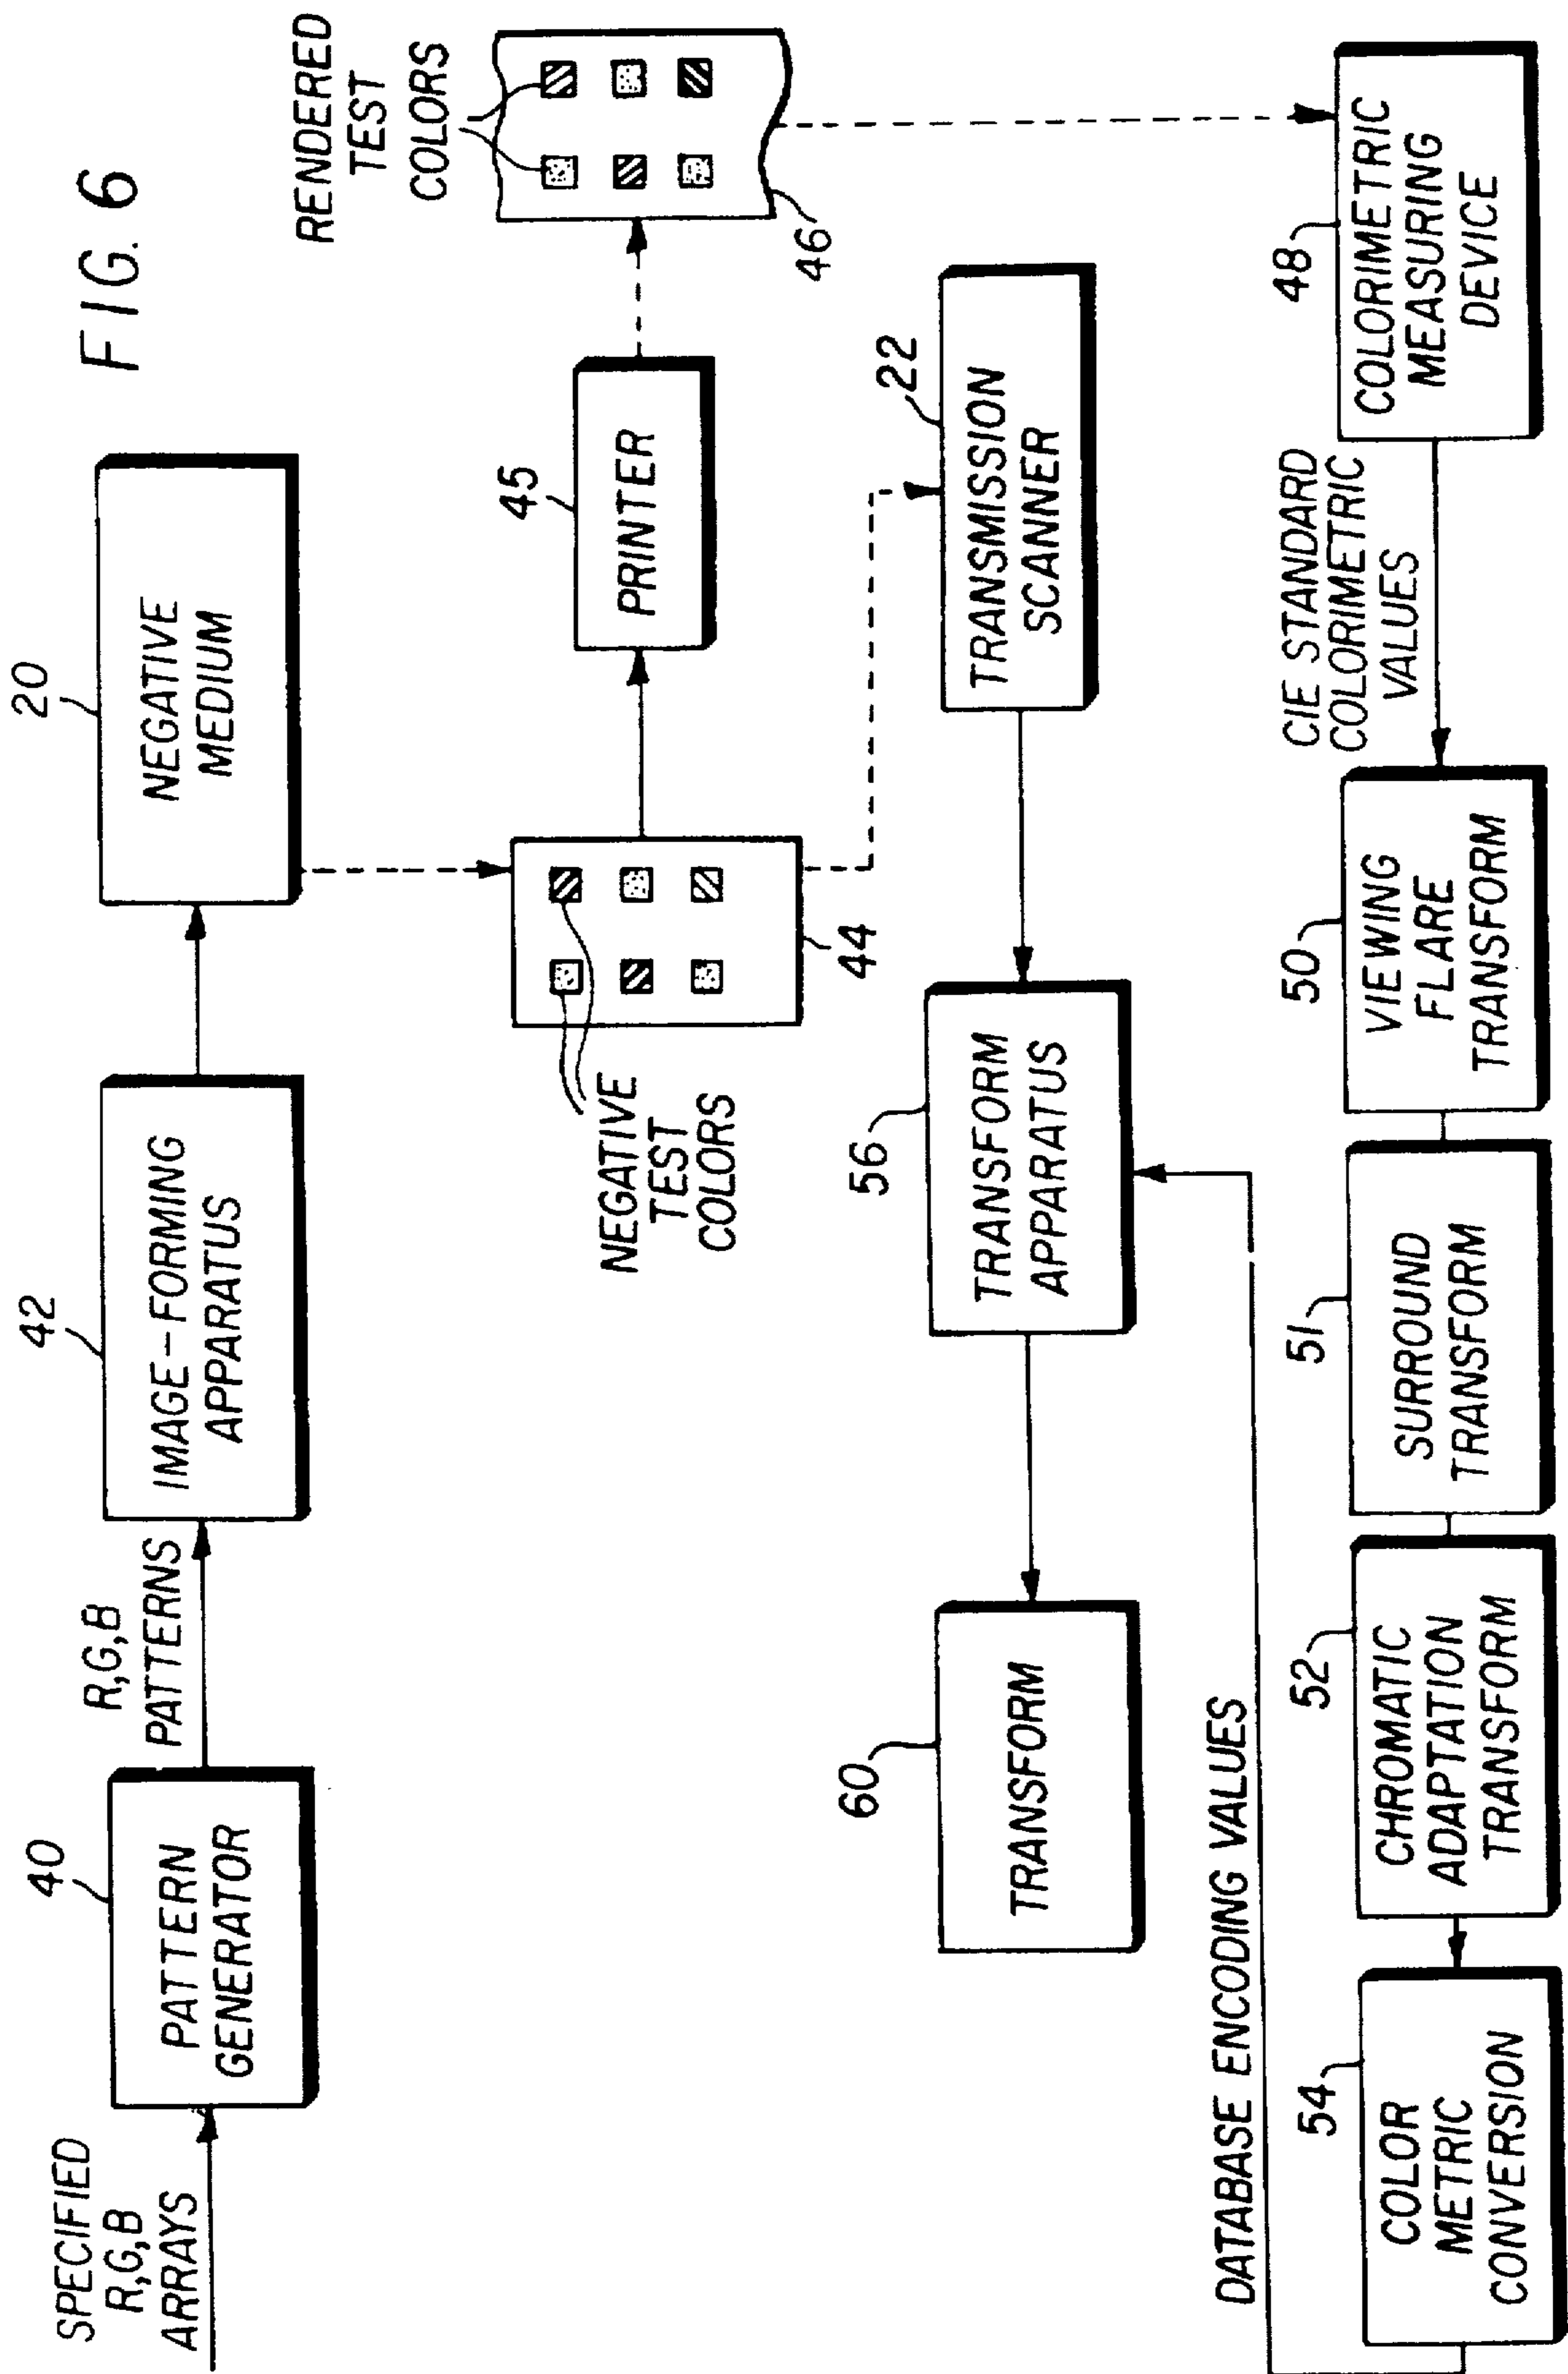 FIG. 6
SPECIFIED
R,G,B
ARRAYS
40
PATTERN
GENERATOR
R,G,B
PATTERNS
42
IMAGE-FORMING
APPARATUS
20
NEGATIVE
MEDIUM
NEGATIVE
TEST
COLORS
44
45
PRINTER
RENDERED
TEST
COLORS
46
22
TRANSMISSION
SCANNER
56
TRANSFORM
APPARATUS
60
TRANSFORM
48
COLORIMETRIC
MEASURING
DEVICE
CIE STANDARD
COLORIMETRIC
VALUES
50
VIEWING
FLARE
TRANSFORM
51
SURROUND
TRANSFORM
52
CHROMATIC
ADAPTATION
TRANSFORM
54
COLOR
METRIC
CONVERSION
DATABASE ENCODING VALUES